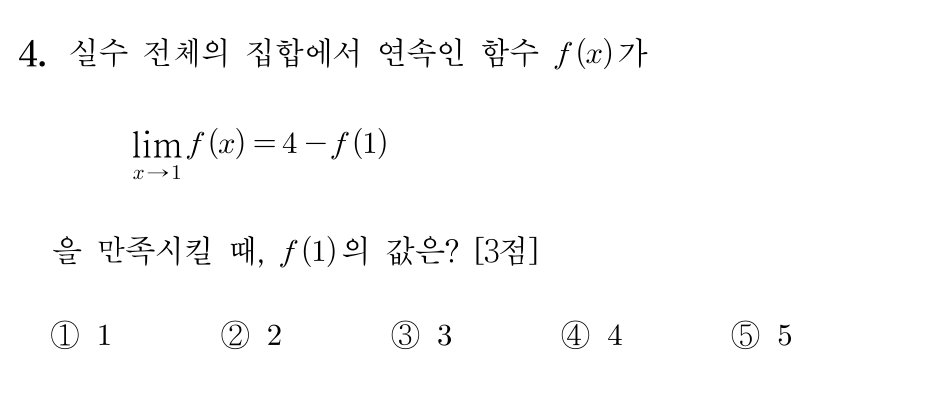 4. 실수 전체의 집합에서 연속인 함수 f(x)가
lim f(x) = 4 − f(1)
x→1
을 만족시킬 때, f(1)의 값은? [3점]
① 1 ② 2 ③ 3 ④ 4 ⑤ 5